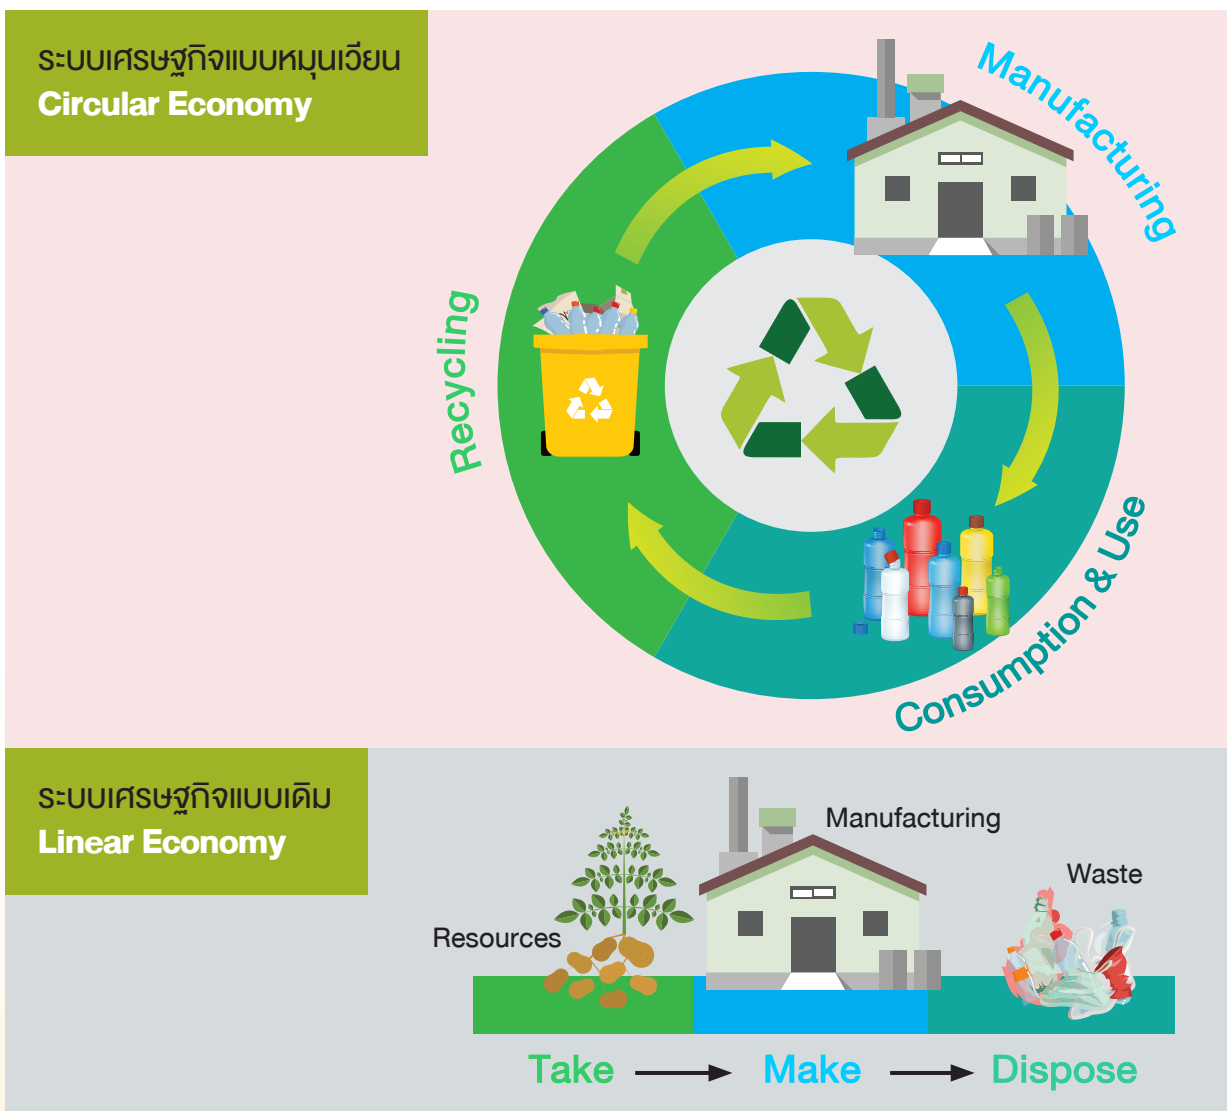 ระบบเศรษฐกิจแบบหมุนเวียน
Circular Economy
Manufacturing
Recycling
Consumption & Use
ระบบเศรษฐกิจแบบเดิม
Linear Economy
Manufacturing
Waste
Resources
Take
Make
Dispose